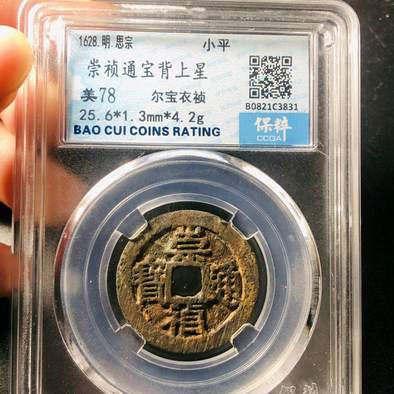 1628.明.思宗 小平
崇祯通宝背上星
美78 尔宝衣祯
25.6*1.3mm*4.2g
BAO CUI COINS RATING
B0821C3831
保粹
CCGA
崇
寶 通
禎